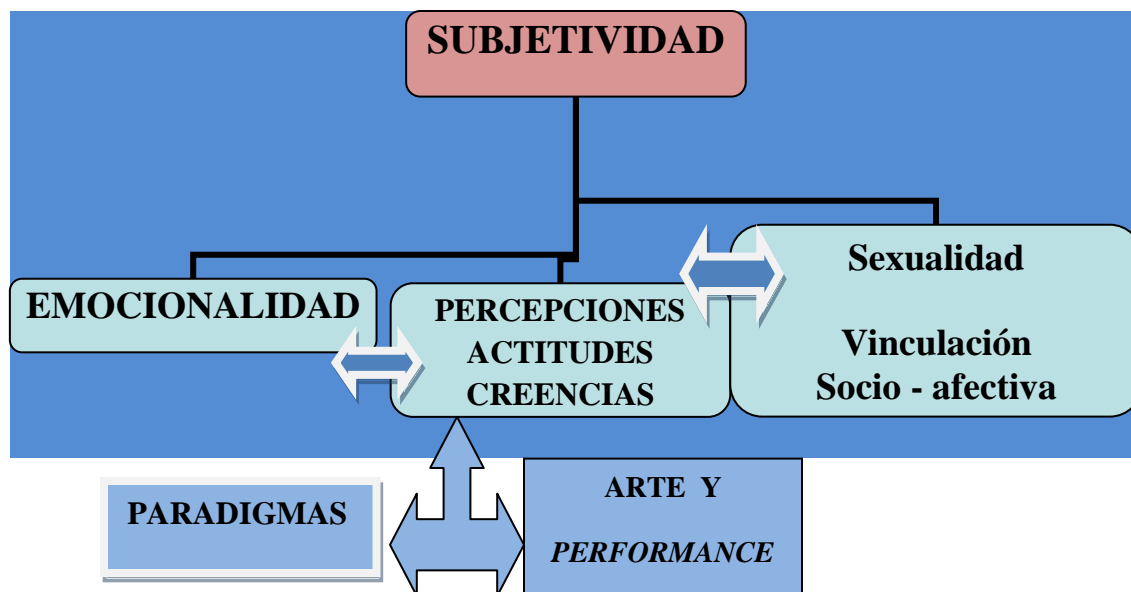 SUBJETIVIDAD
EMOCIONALIDAD
PERCEPCIONES
ACTITUDES
CREENCIAS
Sexualidad
Vinculación
Socio - afectiva
PARADIGMAS
ARTE Y
PERFORMANCE